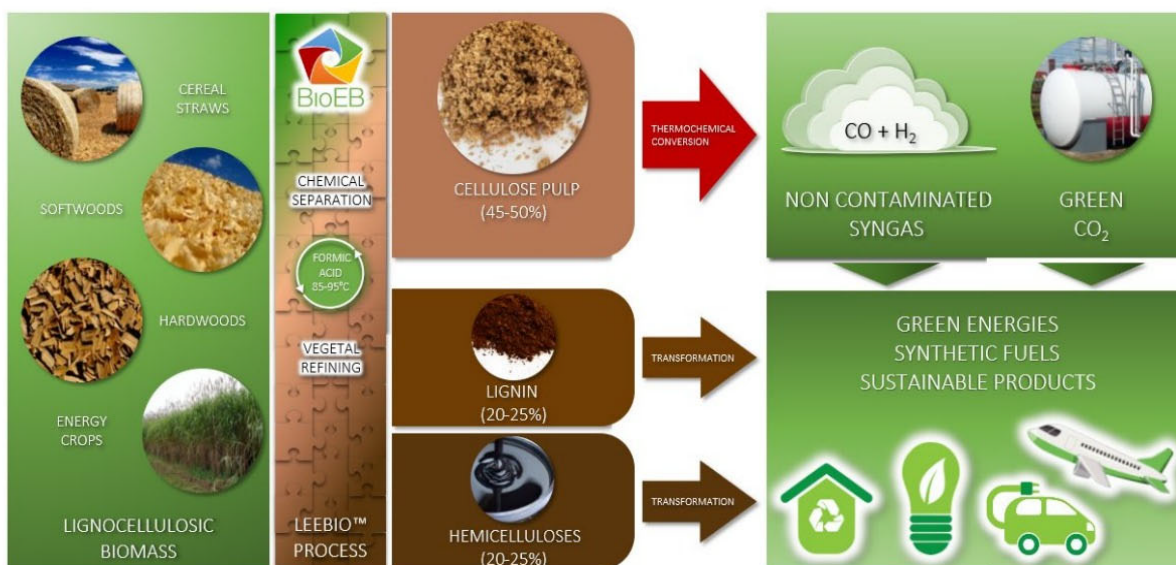 CEREAL
STRAWS
SOFTWOODS
HARDWOODS
ENERGY
CROPS
LIGNOCELLULOSIC
BIOMASS
BioEB
CHEMICAL
SEPARATION
FORMIC
ACID
85-95°C
VEGETAL
REFINING
LEEBIO™
PROCESS
CELLULOSE PULP
(45-50%)
LIGNIN
(20-25%)
HEMICELLULOSES
(20-25%)
THERMOCHEMICAL
CONVERSION
TRANSFORMATION
TRANSFORMATION
CO + H₂
NON CONTAMINATED
SYNGAS
GREEN
CO₂
GREEN ENERGIES
SYNTHETIC FUELS
SUSTAINABLE PRODUCTS